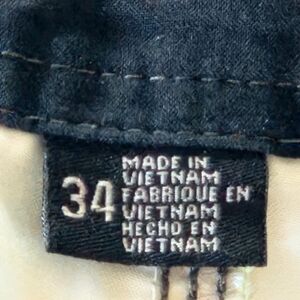 34
MADE IN
VIETNAM
FABRIQUE EN
VIETNAM
HECHO EN
VIETNAM